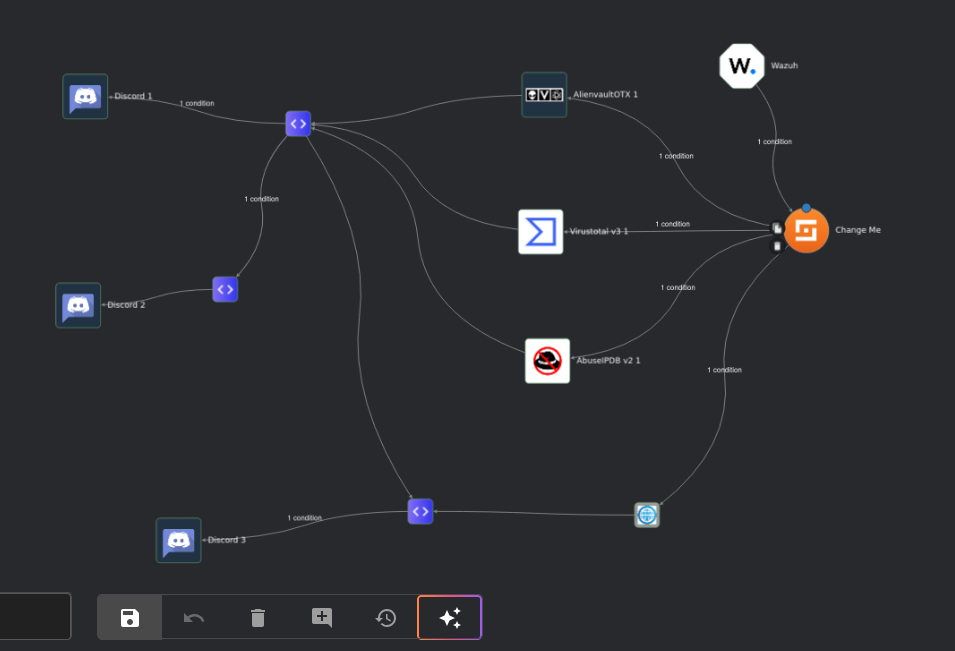 W.
Wazuh
AlienvaultOTX 1
Discord 1
1 condition
1 condition
1 condition
1 condition
1 condition
Virustotal v3 1
Change Me
1 condition
Discord 2
AbuseIPDB v2 1
1 condition
1 condition
Discord 3